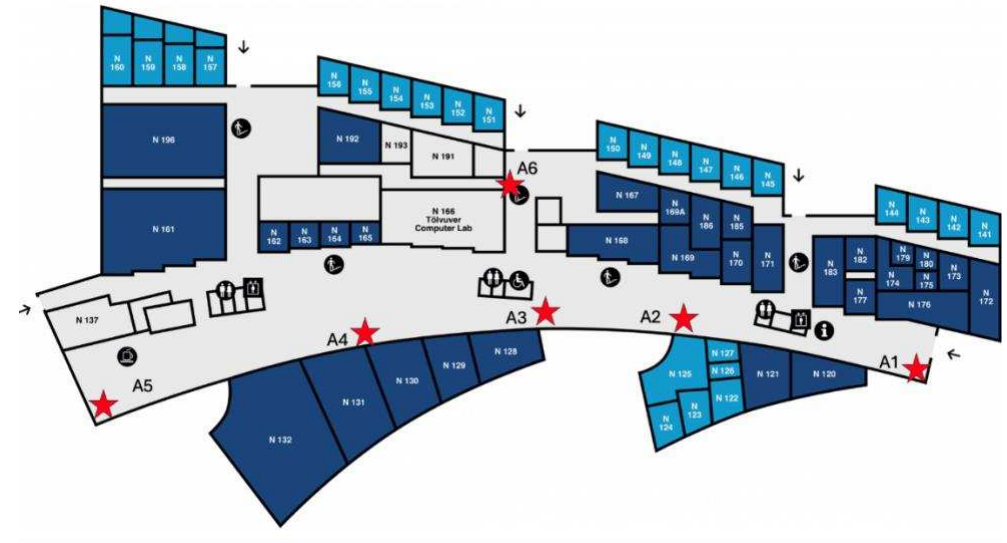 N 160
N 159
N 158
N 157
N 156
N 155
N 154
N 153
N 152
N 151
N 150
N 149
N 148
N 147
N 146
N 145
N 144
N 143
N 142
N 141
N 196
N 192
N 193
N 191
A6
N 161
N 162
N 163
N 164
N 165
N 166
Tölvuver
Computer Lab
N 167
N 169A
N 186
N 185
N 168
N 169
N 170
N 171
N 183
N 182
N 177
N 179
N 180
N 174
N 175
N 173
N 176
N 172
N 137
A5
A4
A3
A2
A1
i
N 132
N 131
N 130
N 129
N 128
N 125
N 127
N 126
N 124
N 123
N 122
N 121
N 120